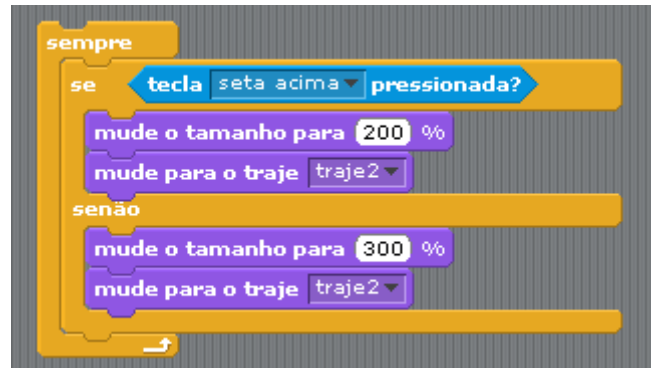 sempre
se tecla seta acima pressionada?
mude o tamanho para 200 %
mude para o traje traje2
senão
mude o tamanho para 300 %
mude para o traje traje2